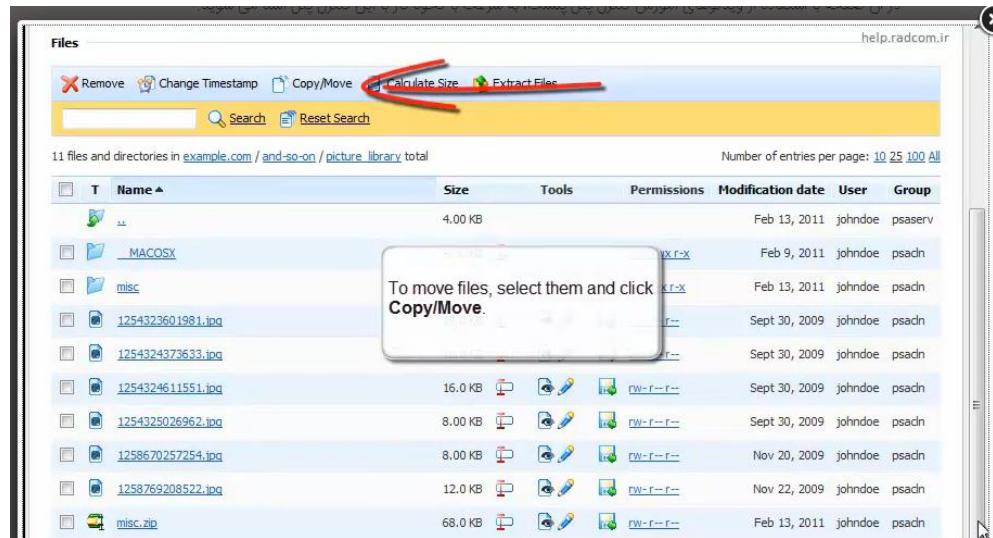 help.radcom.ir
Files
Remove Change Timestamp Copy/Move Calculate Size Extract Files
Search Reset Search
11 files and directories in example.com / and-so-on / picture_library total Number of entries per page: 10 25 100 All
T Name Size Tools Permissions Modification date User Group
.. 4.00 KB Feb 13, 2011 johndoe psaserv
__MACOSX r-x Feb 9, 2011 johndoe psacln
misc r-x Feb 13, 2011 johndoe psacln
1254323601981.jpg r-- Sept 30, 2009 johndoe psacln
1254324373633.jpg r-- Sept 30, 2009 johndoe psacln
To move files, select them and click
Copy/Move.
1254324611551.jpg 16.0 KB rw- r-- r-- Sept 30, 2009 johndoe psacln
1254325026962.jpg 8.00 KB rw- r-- r-- Sept 30, 2009 johndoe psacln
1258670257254.jpg 8.00 KB rw- r-- r-- Nov 20, 2009 johndoe psacln
1258769208522.jpg 12.0 KB rw- r-- r-- Nov 22, 2009 johndoe psacln
misc.zip 68.0 KB rw- r-- r-- Feb 13, 2011 johndoe psacln